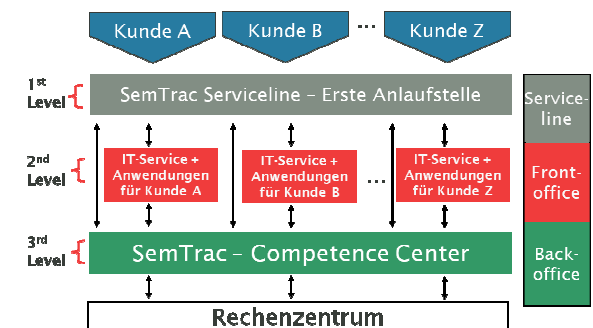 Kunde A
Kunde B
...
Kunde Z
1st
Level
SemTrac Serviceline – Erste Anlaufstelle
Service-
line
2nd
Level
IT-Service +
Anwendungen
für Kunde A
IT-Service +
Anwendungen
für Kunde B
...
IT-Service +
Anwendungen
für Kunde Z
Front-
office
3rd
Level
SemTrac – Competence Center
Back-
office
Rechenzentrum